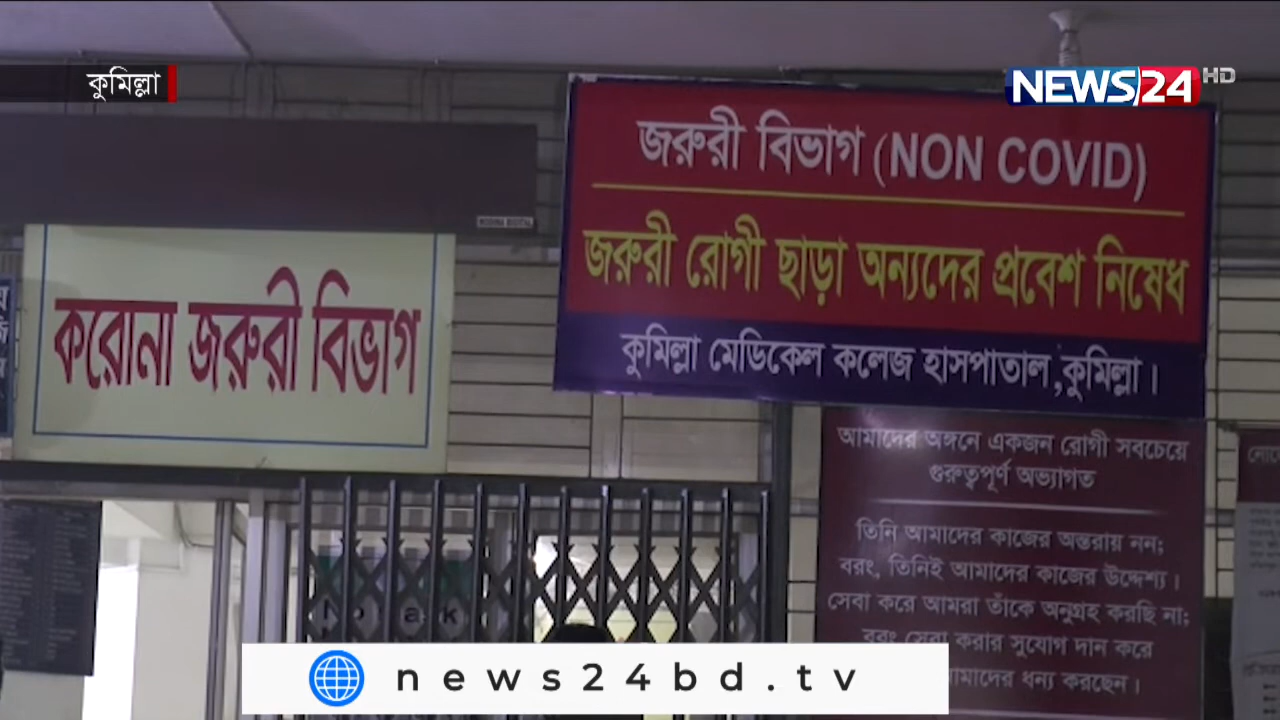 কুমিল্লা
NEWS24 HD
জরুরী বিভাগ (NON COVID)
জরুরী রোগী ছাড়া অন্যদের প্রবেশ নিষেধ
কুমিল্লা মেডিকেল কলেজ হাসপাতাল,কুমিল্লা।
করোনা জরুরী বিভাগ
আমাদের অঙ্গনে একজন রোগী সবচেয়ে
গুরুত্বপূর্ণ অভ্যাগত
তিনি আমাদের কাজের অন্তরায় নন;
বরং, তিনিই আমাদের কাজের উদ্দেশ্য।
সেবা করে আমরা তাঁকে অনুগ্রহ করছি না;
বরং সেবা করার সুযোগ দান করে
আমাদের ধন্য করছেন।
news24bd.tv